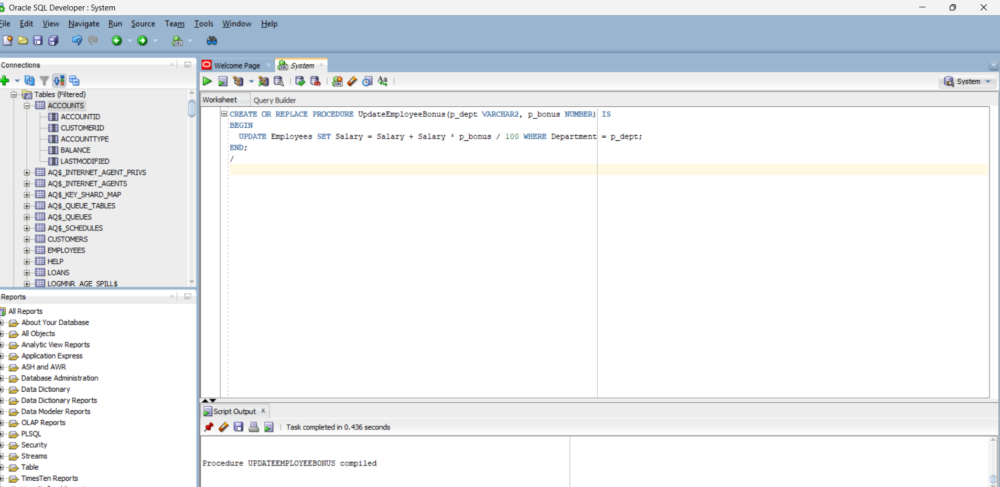 Oracle SQL Developer : System
File Edit View Navigate Run Source Team Tools Window Help
Connections
Tables (Filtered)
ACCOUNTS
ACCOUNTID
CUSTOMERID
ACCOUNTTYPE
BALANCE
LASTMODIFIED
AQ$_INTERNET_AGENT_PRIVS
AQ$_INTERNET_AGENTS
AQ$_KEY_SHARD_MAP
AQ$_QUEUE_TABLES
AQ$_QUEUES
AQ$_SCHEDULES
CUSTOMERS
EMPLOYEES
HELP
LOANS
LOGMNR_AGE_SPILL$
Reports
All Reports
About Your Database
All Objects
Analytic View Reports
Application Express
ASH and AWR
Database Administration
Data Dictionary
Data Dictionary Reports
Data Modeler Reports
OLAP Reports
PLSQL
Security
Streams
Table
TimesTen Reports
Welcome Page System
System
Worksheet Query Builder
CREATE OR REPLACE PROCEDURE UpdateEmployeeBonus(p_dept VARCHAR2, p_bonus NUMBER) IS
BEGIN
UPDATE Employees SET Salary = Salary + Salary * p_bonus / 100 WHERE Department = p_dept;
END;
/
Script Output
Task completed in 0.436 seconds
Procedure UPDATEEMPLOYEEBONUS compiled